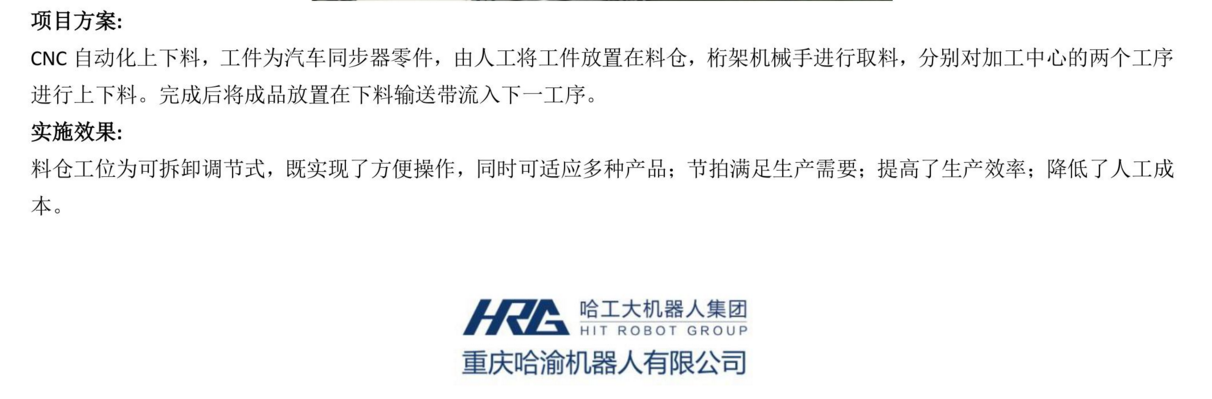 项目方案:
CNC 自动化上下料，工件为汽车同步器零件，由人工将工件放置在料仓，桁架机械手进行取料，分别对加工中心的两个工序
进行上下料。完成后将成品放置在下料输送带流入下一工序。
实施效果:
料仓工位为可拆卸调节式，既实现了方便操作，同时可适应多种产品；节拍满足生产需要；提高了生产效率；降低了人工成
本。
HRG 哈工大机器人集团
HIT ROBOT GROUP
重庆哈渝机器人有限公司